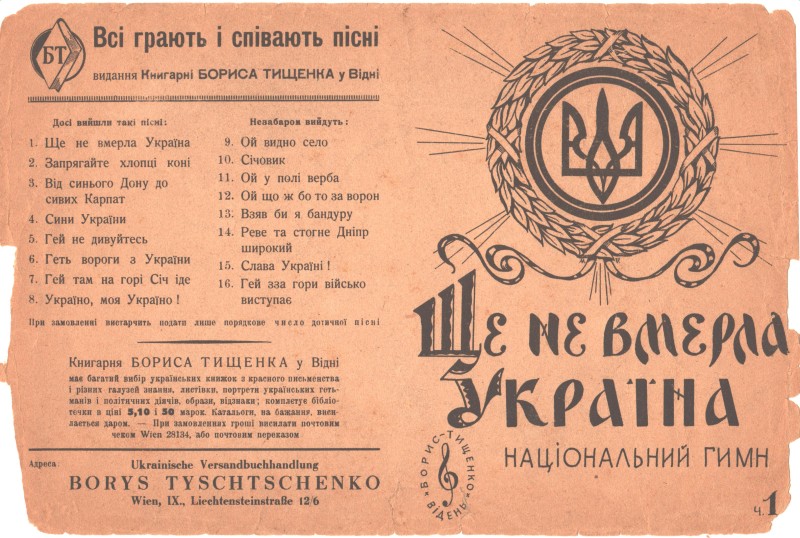 БТ
Всі грають і співають пісні
видання Книгарні БОРИСА ТИЩЕНКА у Відні
Досі вийшли такі пісні:
1. Ще не вмерла Україна
2. Запрягайте хлопці коні
3. Від синього Дону до
сивих Карпат
4. Сини України
5. Гей не дивуйтесь
6. Геть вороги з України
7. Гей там на горі Січ іде
8. Україно, моя Україно !
Незабаром вийдуть:
9. Ой видно село
10. Січовик
11. Ой у полі верба
12. Ой що ж бо то за ворон
13. Взяв би я бандуру
14. Реве та стогне Дніпр
широкий
15. Слава Україні !
16. Гей зза гори військо
виступає
При замовленні вистарчить подати лише порядкове число дотичної пісні
Книгарня БОРИСА ТИЩЕНКА у Відні
має багатий вибір українських книжок з красного письменства
і різних галузей знання, листівки, портрети українських геть-
манів і політичних діячів, образи, відзнаки; комплетує бібліо-
течки в ціні 5,10 і 50 марок. Катальоги, на бажання, виси-
лається даром. — При замовленнях гроші висилати почтовим
чеком Wien 28134, або почтовим переказом
Адреса:
Ukrainische Versandbuchhandlung
BORYS TYSCHTSCHENKO
Wien, IX., Liechtensteinstraße 12/6
Ще не вмерла
Україна
НАЦІОНАЛЬНИЙ ГИМН
БОРИС-ТИЩЕНКО
ВІДЕНЬ
ч. 1